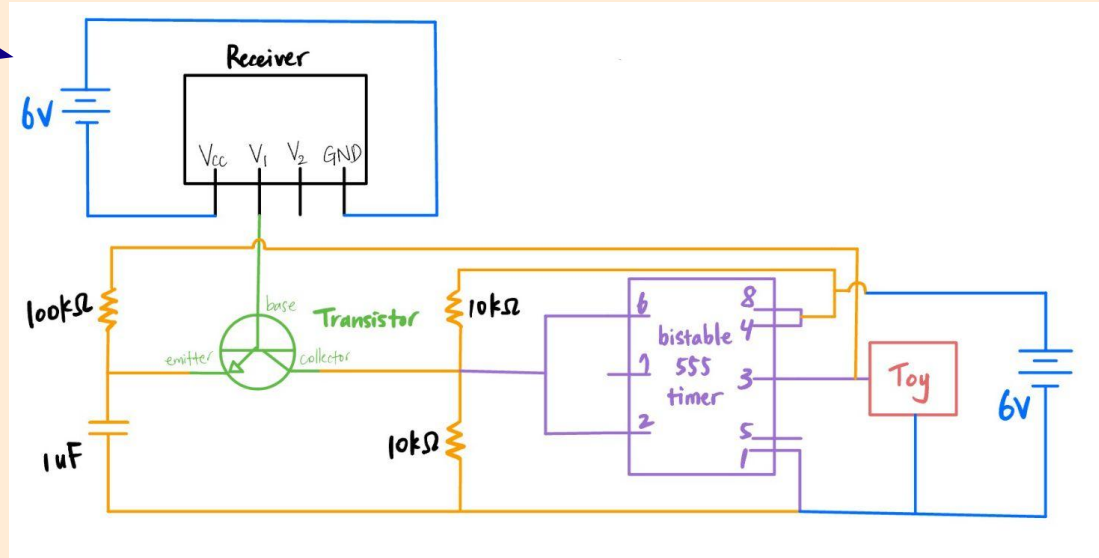 Receiver
6V
Vcc V1 V2 GND
100kΩ
base
Transistor
emitter
collector
10kΩ
10kΩ
1uF
6
8
bistable
4
7
555
3
timer
2
5
1
Toy
6V